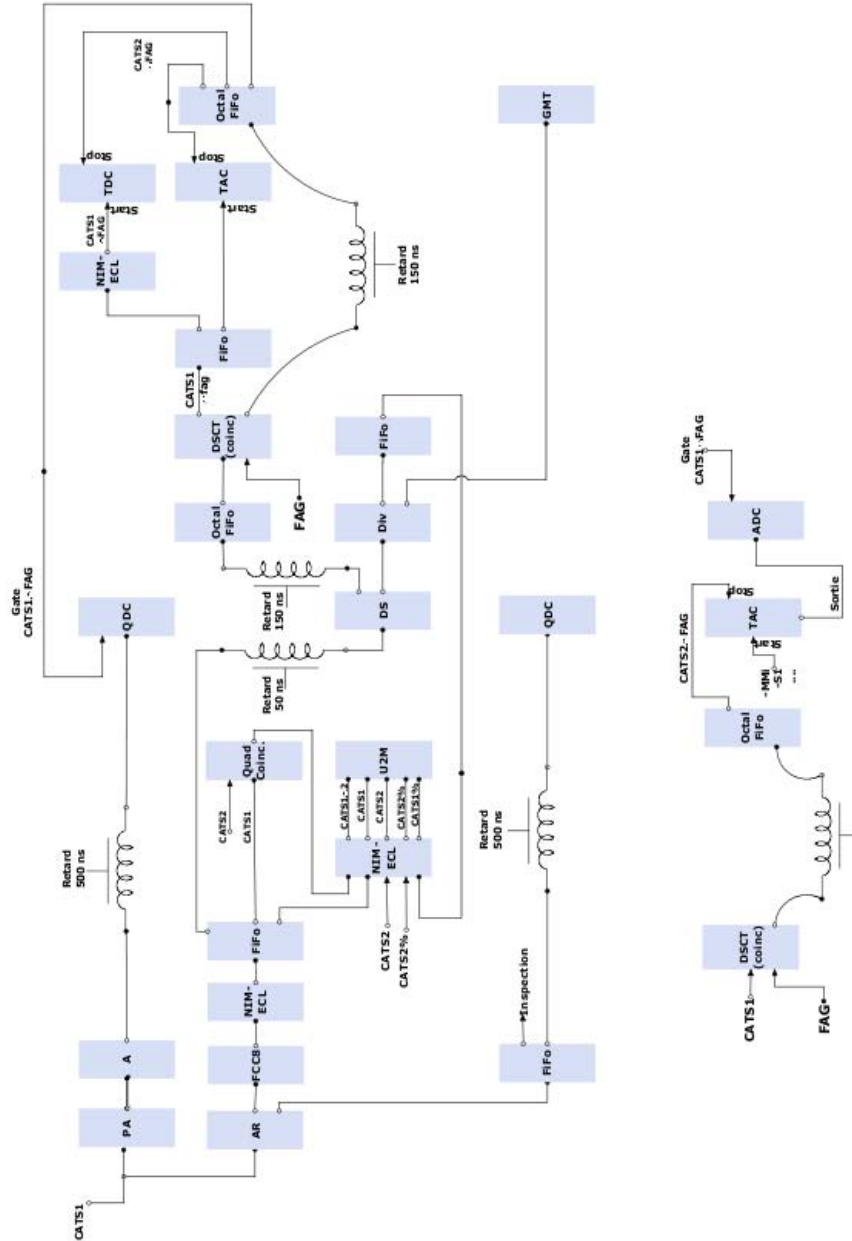 Gate
CATS1.-FAG
CATS1
Retard
500 ns
CATS2
.-FAG
CATS1
.-FAG
PA
A
QDC
NIM-
ECL
TDC
Start
Stop
CATS1
.-fag
AR
FCC8
NIM-
ECL
FiFo
CATS2
CATS1
Quad
Coinc.
Retard
50 ns
Retard
150 ns
Octal
FiFo
DSCT
(coinc)
FiFo
TAC
Start
Stop
Octal
FiFo
FAG
CATS2
CATS2%
NIM-
ECL
CATS1.-2
CATS1
CATS2
CATS2%
CATS1%
U2M
DS
Div
FiFo
Retard
150 ns
Retard
500 ns
Inspection
FiFo
QDC
GMT
CATS2.-FAG
Gate
CATS1.-FAG
CATS1
DSCT
(coinc)
Octal
FiFo
Start
Stop
TAC
ADC
-MMi
-S1
....
FAG
Sortie